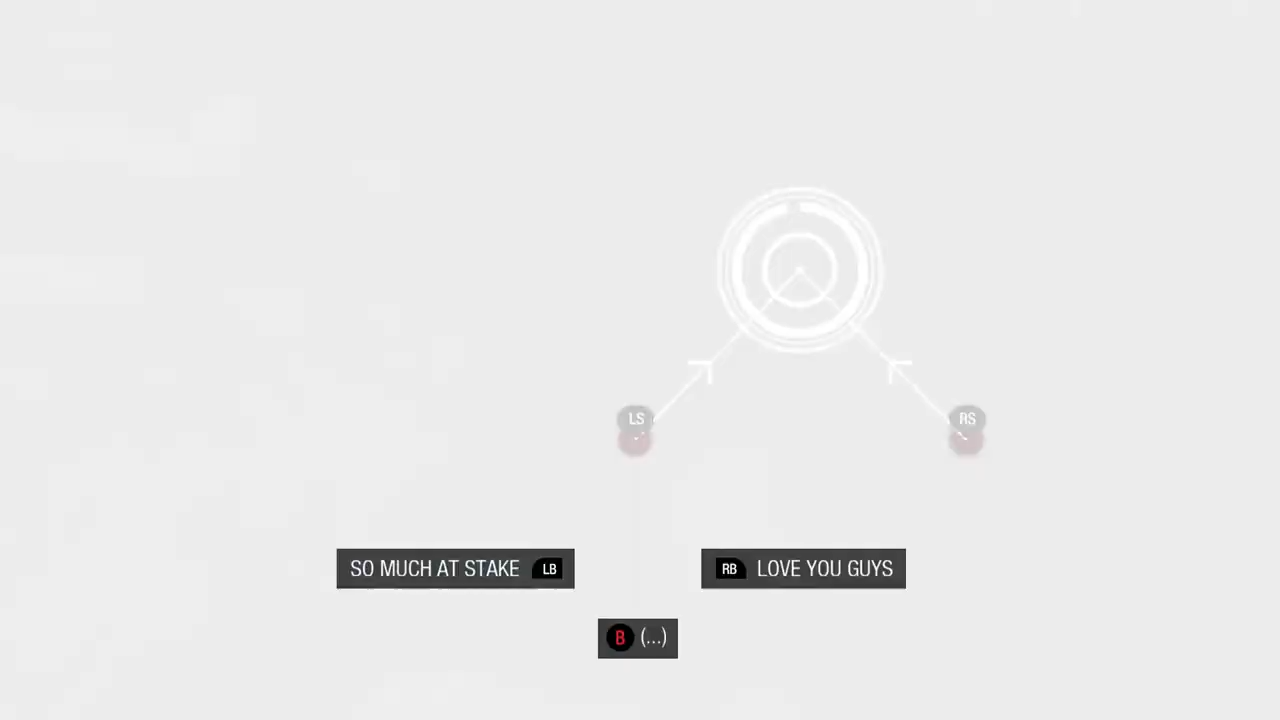 LS
RS
SO MUCH AT STAKE LB
RB LOVE YOU GUYS
B (...)